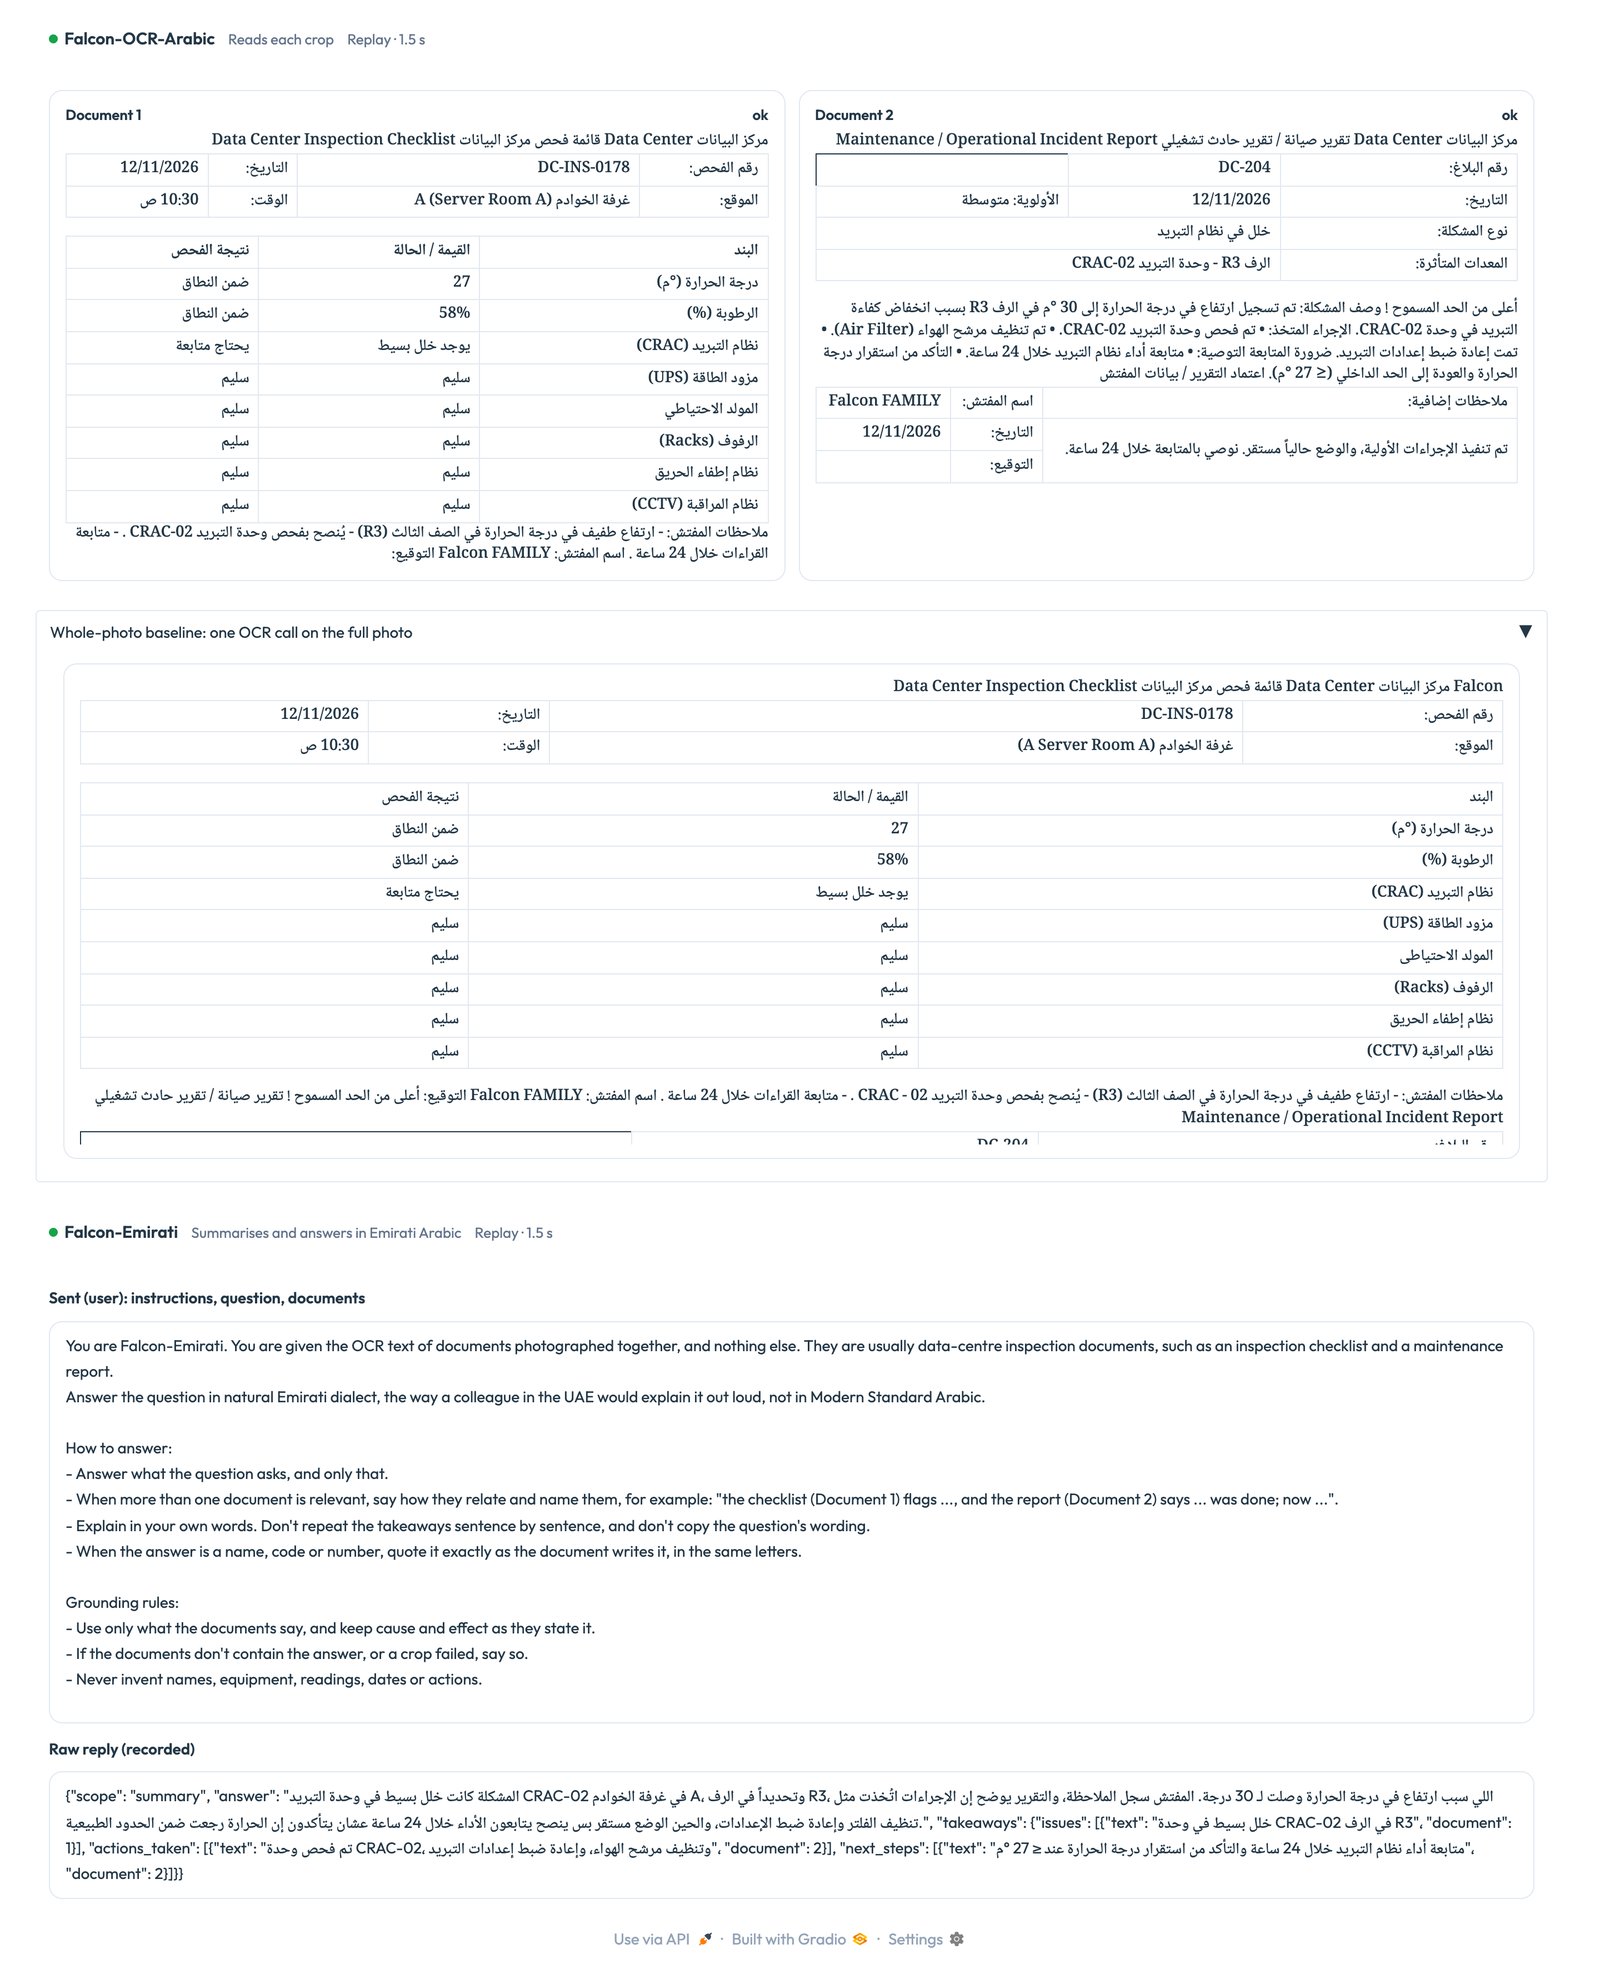 Falcon-OCR-Arabic Reads each crop Replay · 1.5 s
Document 1 ok
مركز البيانات Data Center قائمة فحص مركز البيانات Data Center Inspection Checklist
رقم الفحص: DC-INS-0178 التاريخ: 12/11/2026
الموقع: غرفة الخوادم A (Server Room A) الوقت: 10:30 ص
البند القيمة / الحالة نتيجة الفحص
درجة الحرارة (°م) 27 ضمن النطاق
الرطوبة (%) 58% ضمن النطاق
نظام التبريد (CRAC) يوجد خلل بسيط يحتاج متابعة
مزود الطاقة (UPS) سليم سليم
المولد الاحتياطي سليم سليم
الرفوف (Racks) سليم سليم
نظام إطفاء الحريق سليم سليم
نظام المراقبة (CCTV) سليم سليم
ملاحظات المفتش: - ارتفاع طفيف في درجة الحرارة في الصف الثالث (R3) - يُنصح بفحص وحدة التبريد CRAC-02 . - متابعة
القراءات خلال 24 ساعة . اسم المفتش: Falcon FAMILY التوقيع:
Document 2 ok
مركز البيانات Data Center تقرير صيانة / تقرير حادث تشغيلي Maintenance / Operational Incident Report
رقم البلاغ: DC-204
التاريخ: 12/11/2026 الأولوية: متوسطة
نوع المشكلة: خلل في نظام التبريد
المعدات المتأثرة: الرف R3 - وحدة التبريد CRAC-02
أعلى من الحد المسموح ! وصف المشكلة: تم تسجيل ارتفاع في درجة الحرارة إلى 30 °م في الرف R3 بسبب انخفاض كفاءة
التبريد في وحدة CRAC-02. الإجراء المتخذ: • تم فحص وحدة التبريد CRAC-02. • تم تنظيف مرشح الهواء (Air Filter). •
تمت إعادة ضبط إعدادات التبريد. ضرورة المتابعة التوصية: • متابعة أداء نظام التبريد خلال 24 ساعة. • التأكد من استقرار درجة
الحرارة والعودة إلى الحد الداخلي (≤ 27 °م). اعتماد التقرير / بيانات المفتش
ملاحظات إضافية: اسم المفتش: Falcon FAMILY
تم تنفيذ الإجراءات الأولية، والوضع حالياً مستقر. نوصي بالمتابعة خلال 24 ساعة. التاريخ: 12/11/2026
التوقيع:
Whole-photo baseline: one OCR call on the full photo ▼
Falcon مركز البيانات Data Center قائمة فحص مركز البيانات Data Center Inspection Checklist
رقم الفحص: DC-INS-0178 التاريخ: 12/11/2026
الموقع: غرفة الخوادم (A Server Room A) الوقت: 10:30 ص
البند القيمة / الحالة نتيجة الفحص
درجة الحرارة (°م) 27 ضمن النطاق
الرطوبة (%) 58% ضمن النطاق
نظام التبريد (CRAC) يوجد خلل بسيط يحتاج متابعة
مزود الطاقة (UPS) سليم سليم
المولد الاحتياطى سليم سليم
الرفوف (Racks) سليم سليم
نظام إطفاء الحريق سليم سليم
نظام المراقبة (CCTV) سليم سليم
ملاحظات المفتش: - ارتفاع طفيف في درجة الحرارة في الصف الثالث (R3) - يُنصح بفحص وحدة التبريد CRAC - 02 . - متابعة القراءات خلال 24 ساعة . اسم المفتش: Falcon FAMILY التوقيع: أعلى من الحد المسموح ! تقرير صيانة / تقرير حادث تشغيلي
Maintenance / Operational Incident Report
DC-204
Falcon-Emirati Summarises and answers in Emirati Arabic Replay · 1.5 s
Sent (user): instructions, question, documents
You are Falcon-Emirati. You are given the OCR text of documents photographed together, and nothing else. They are usually data-centre inspection documents, such as an inspection checklist and a maintenance
report.
Answer the question in natural Emirati dialect, the way a colleague in the UAE would explain it out loud, not in Modern Standard Arabic.
How to answer:
- Answer what the question asks, and only that.
- When more than one document is relevant, say how they relate and name them, for example: "the checklist (Document 1) flags ..., and the report (Document 2) says ... was done; now ...".
- Explain in your own words. Don't repeat the takeaways sentence by sentence, and don't copy the question's wording.
- When the answer is a name, code or number, quote it exactly as the document writes it, in the same letters.
Grounding rules:
- Use only what the documents say, and keep cause and effect as they state it.
- If the documents don't contain the answer, or a crop failed, say so.
- Never invent names, equipment, readings, dates or actions.
Raw reply (recorded)
{"scope": "summary", "answer": "المشكلة كانت خلل بسيط في وحدة التبريد CRAC-02 في غرفة الخوادم A، وتحديداً في الرف R3، اللي سبب ارتفاع في درجة الحرارة وصلت لـ 30 درجة. المفتش سجل الملاحظة، والتقرير يوضح إن الإجراءات اتُخذت مثل
تنظيف الفلتر وإعادة ضبط الإعدادات، والحين الوضع مستقر بس ينصح يتابعون الأداء خلال 24 ساعة عشان يتأكدون إن الحرارة رجعت ضمن الحدود الطبيعية.", "takeaways": {"issues": [{"text": "خلل بسيط في وحدة CRAC-02 في الرف R3", "document":
1}], "actions_taken": [{"text": "تم فحص وحدة CRAC-02، وتنظيف مرشح الهواء، وإعادة ضبط إعدادات التبريد", "document": 2}], "next_steps": [{"text": "متابعة أداء نظام التبريد خلال 24 ساعة والتأكد من استقرار درجة الحرارة عند ≤ 27 °م",
"document": 2}]}}
Use via API · Built with Gradio · Settings